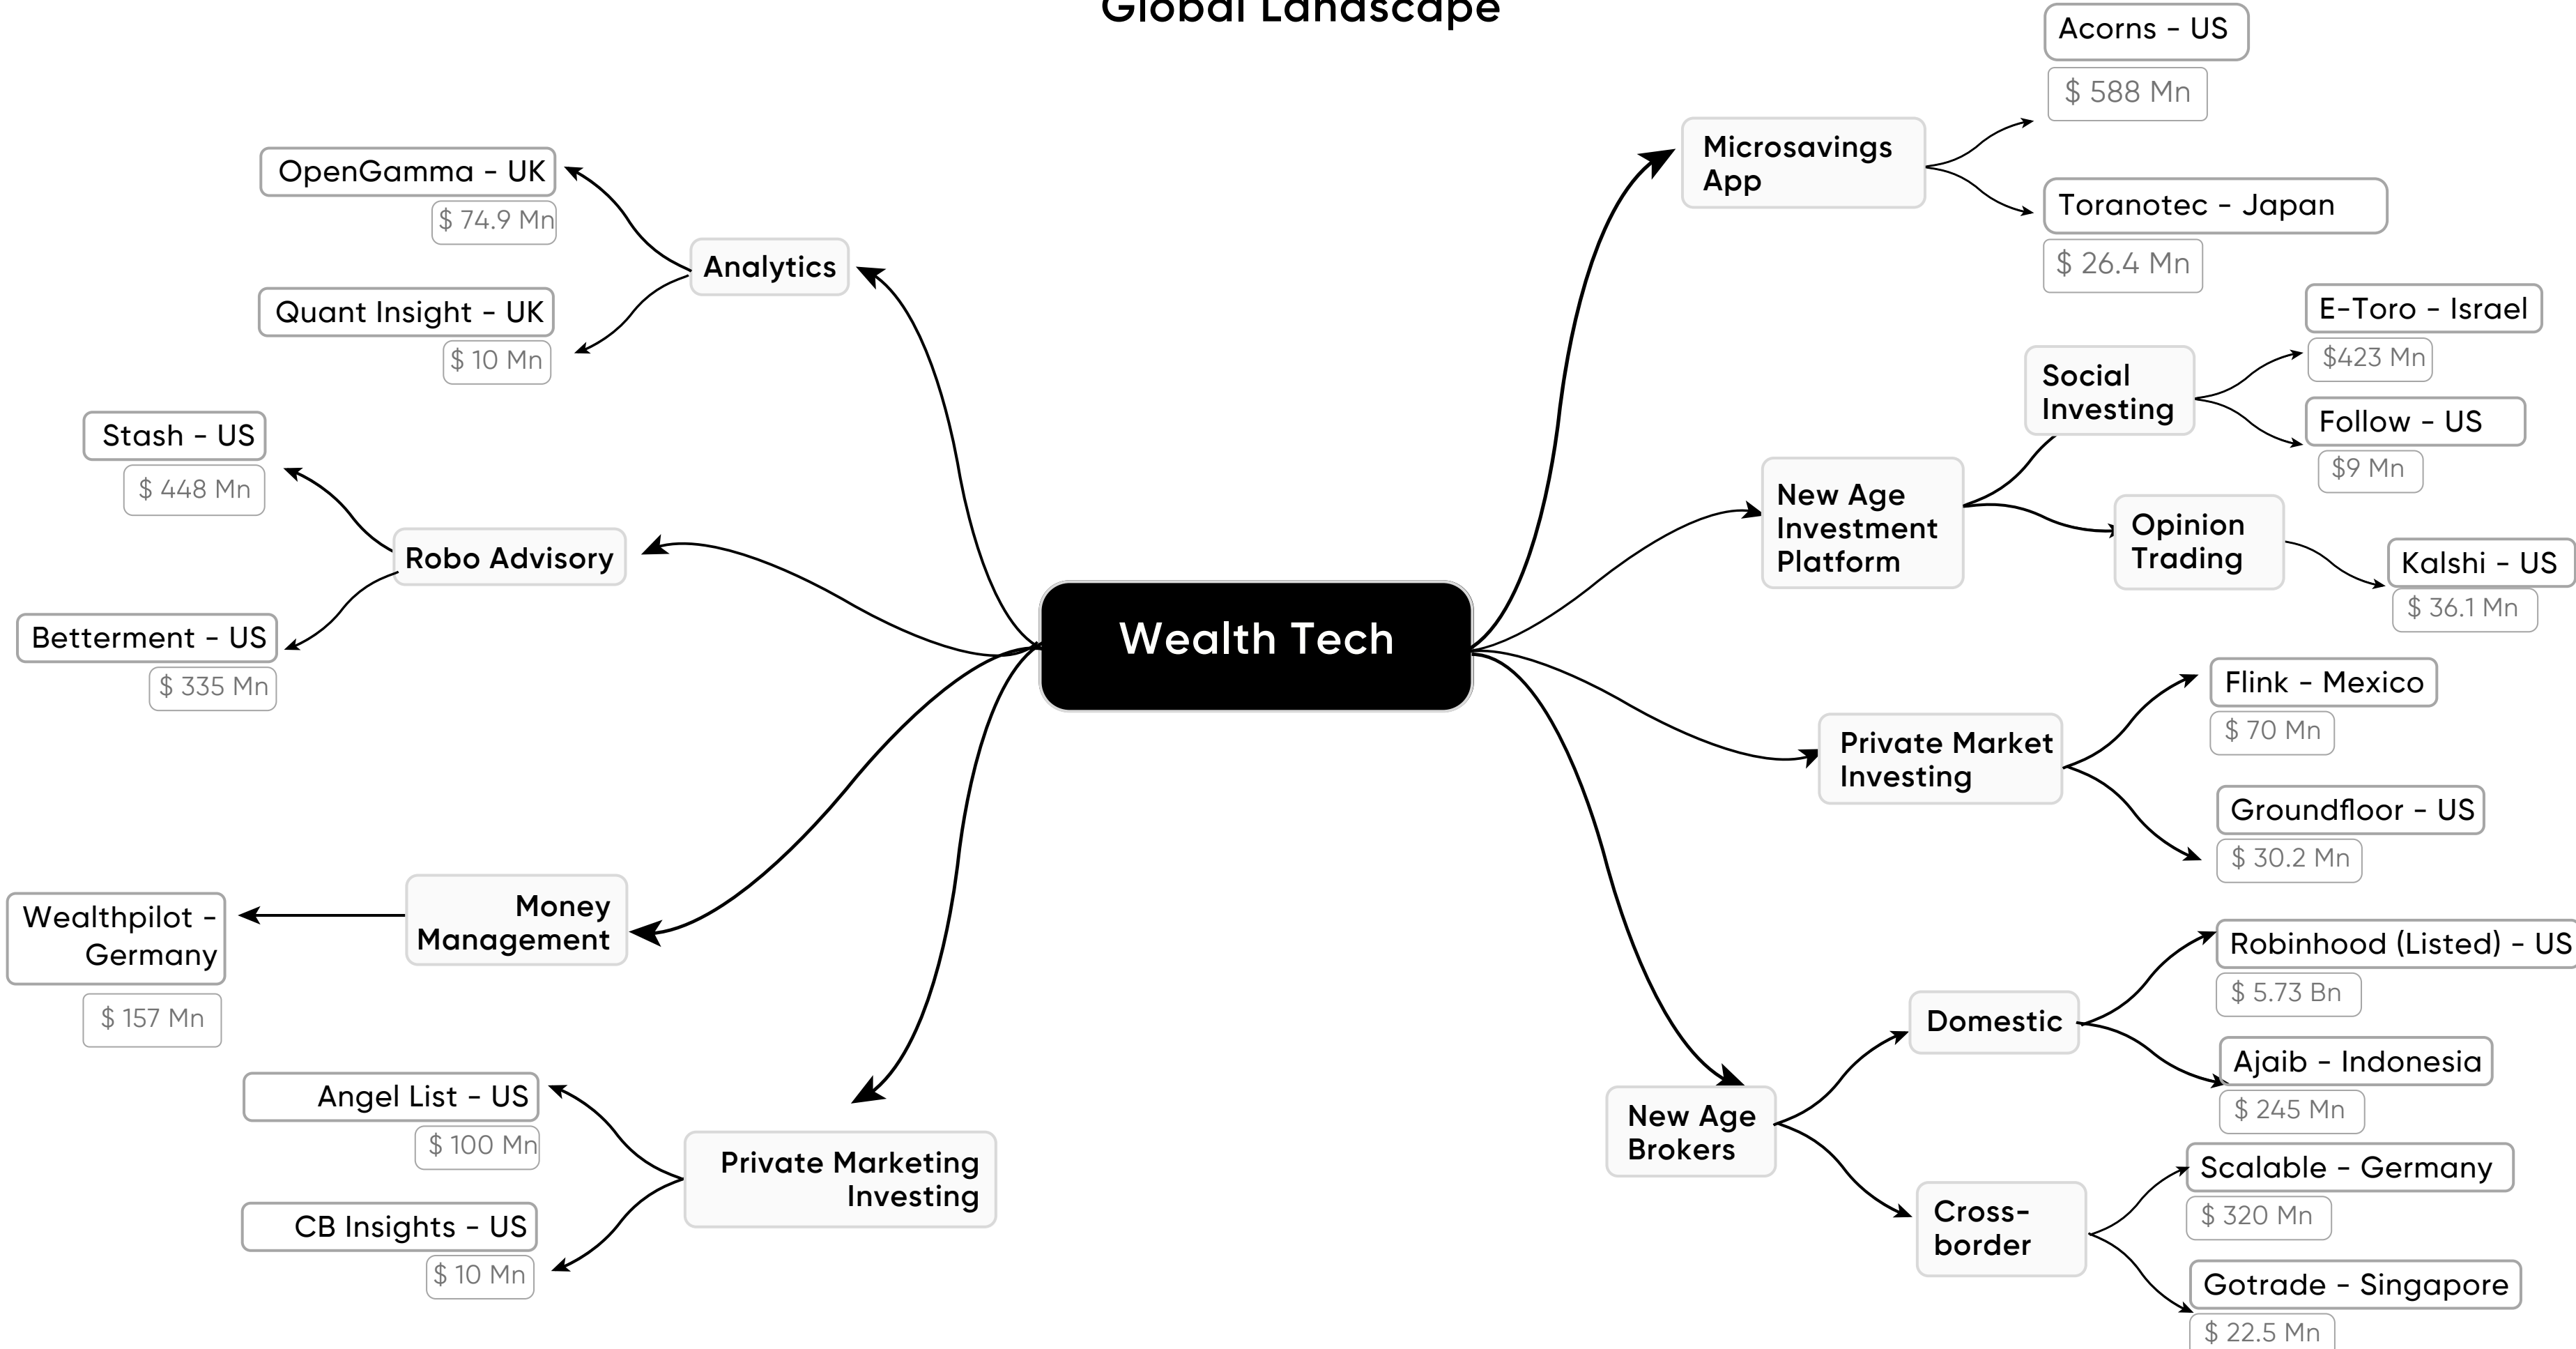 Global Landscape
OpenGamma - UK
$ 74.9 Mn
Quant Insight - UK
$ 10 Mn
Analytics
Stash - US
$ 448 Mn
Robo Advisory
Betterment - US
$ 335 Mn
Wealthpilot -
Germany
$ 157 Mn
Money
Management
Angel List - US
$ 100 Mn
CB Insights - US
$ 10 Mn
Private Marketing
Investing
Wealth Tech
Microsavings
App
Acorns - US
$ 588 Mn
Toranotec - Japan
$ 26.4 Mn
New Age
Investment
Platform
Social
Investing
E-Toro - Israel
$423 Mn
Follow - US
$9 Mn
Opinion
Trading
Kalshi - US
$ 36.1 Mn
Private Market
Investing
Flink - Mexico
$ 70 Mn
Groundfloor - US
$ 30.2 Mn
New Age
Brokers
Domestic
Robinhood (Listed) - US
$ 5.73 Bn
Ajaib - Indonesia
$ 245 Mn
Cross-
border
Scalable - Germany
$ 320 Mn
Gotrade - Singapore
$ 22.5 Mn